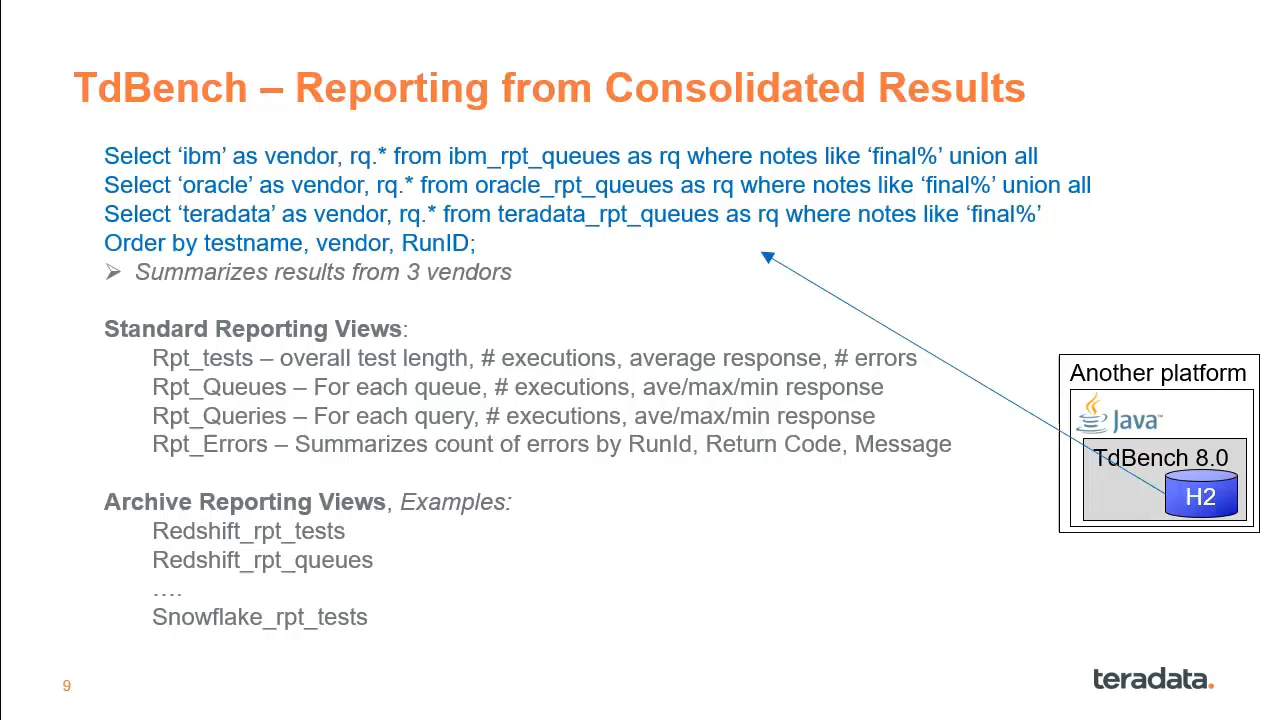 TdBench – Reporting from Consolidated Results
Select ‘ibm’ as vendor, rq.* from ibm_rpt_queues as rq where notes like ‘final%’ union all
Select ‘oracle’ as vendor, rq.* from oracle_rpt_queues as rq where notes like ‘final%’ union all
Select ‘teradata’ as vendor, rq.* from teradata_rpt_queues as rq where notes like ‘final%’
Order by testname, vendor, RunID;
➢ Summarizes results from 3 vendors
Standard Reporting Views:
Rpt_tests – overall test length, # executions, average response, # errors
Rpt_Queues – For each queue, # executions, ave/max/min response
Rpt_Queries – For each query, # executions, ave/max/min response
Rpt_Errors – Summarizes count of errors by RunId, Return Code, Message
Archive Reporting Views, Examples:
Redshift_rpt_tests
Redshift_rpt_queues
….
Snowflake_rpt_tests
Another platform
Java™
TdBench 8.0
H2
9
teradata.